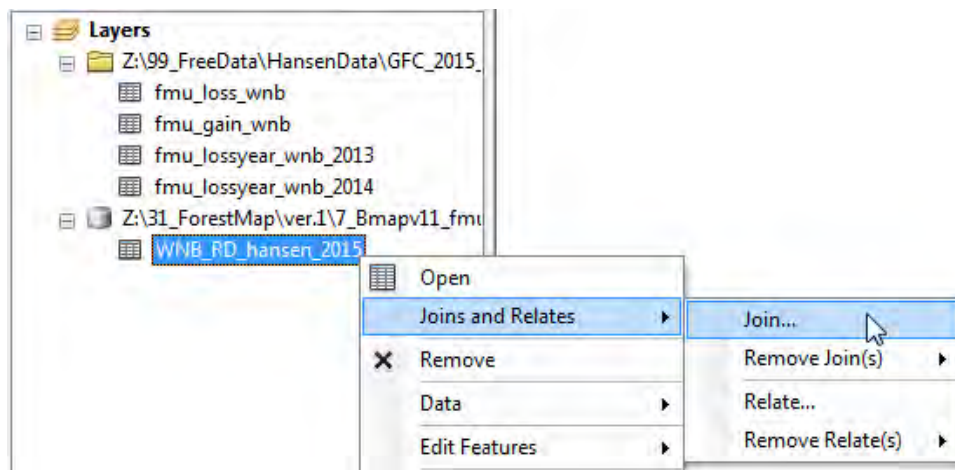 Layers
Z:\99_FreeData\HansenData\GFC_2015_
fmu_loss_wnb
fmu_gain_wnb
fmu_lossyear_wnb_2013
fmu_lossyear_wnb_2014
Z:\31_ForestMap\ver.1\7_Bmapv11_fmu
WNB_RD_hansen_2015
Open
Joins and Relates
Join...
Remove
Remove Join(s)
Data
Relate...
Edit Features
Remove Relate(s)